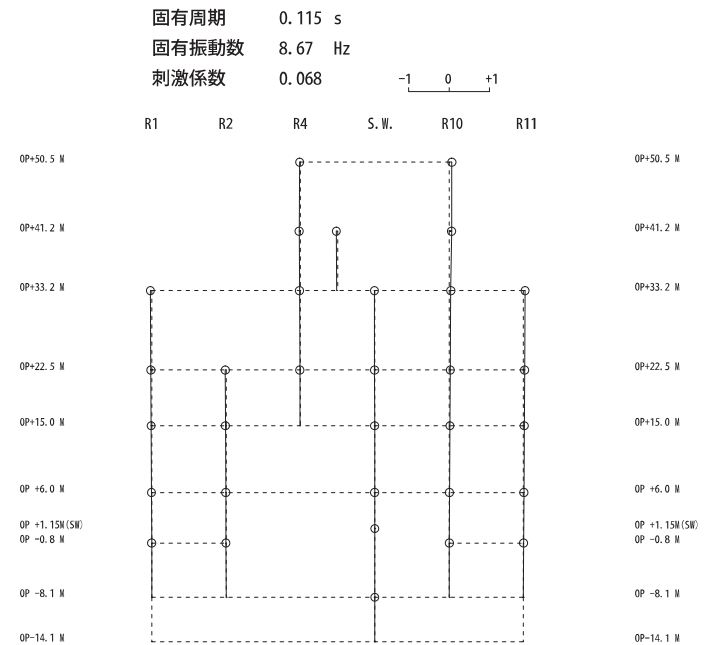 固有周期 0.115 s
固有振動数 8.67 Hz
刺激係数 0.068
-1 0 +1
R1 R2 R4 S.W. R10 R11
OP+50.5 M OP+50.5 M
OP+41.2 M OP+41.2 M
OP+33.2 M OP+33.2 M
OP+22.5 M OP+22.5 M
OP+15.0 M OP+15.0 M
OP +6.0 M OP +6.0 M
OP +1.15M(SW) OP +1.15M(SW)
OP -0.8 M OP -0.8 M
OP -8.1 M OP -8.1 M
OP-14.1 M OP-14.1 M